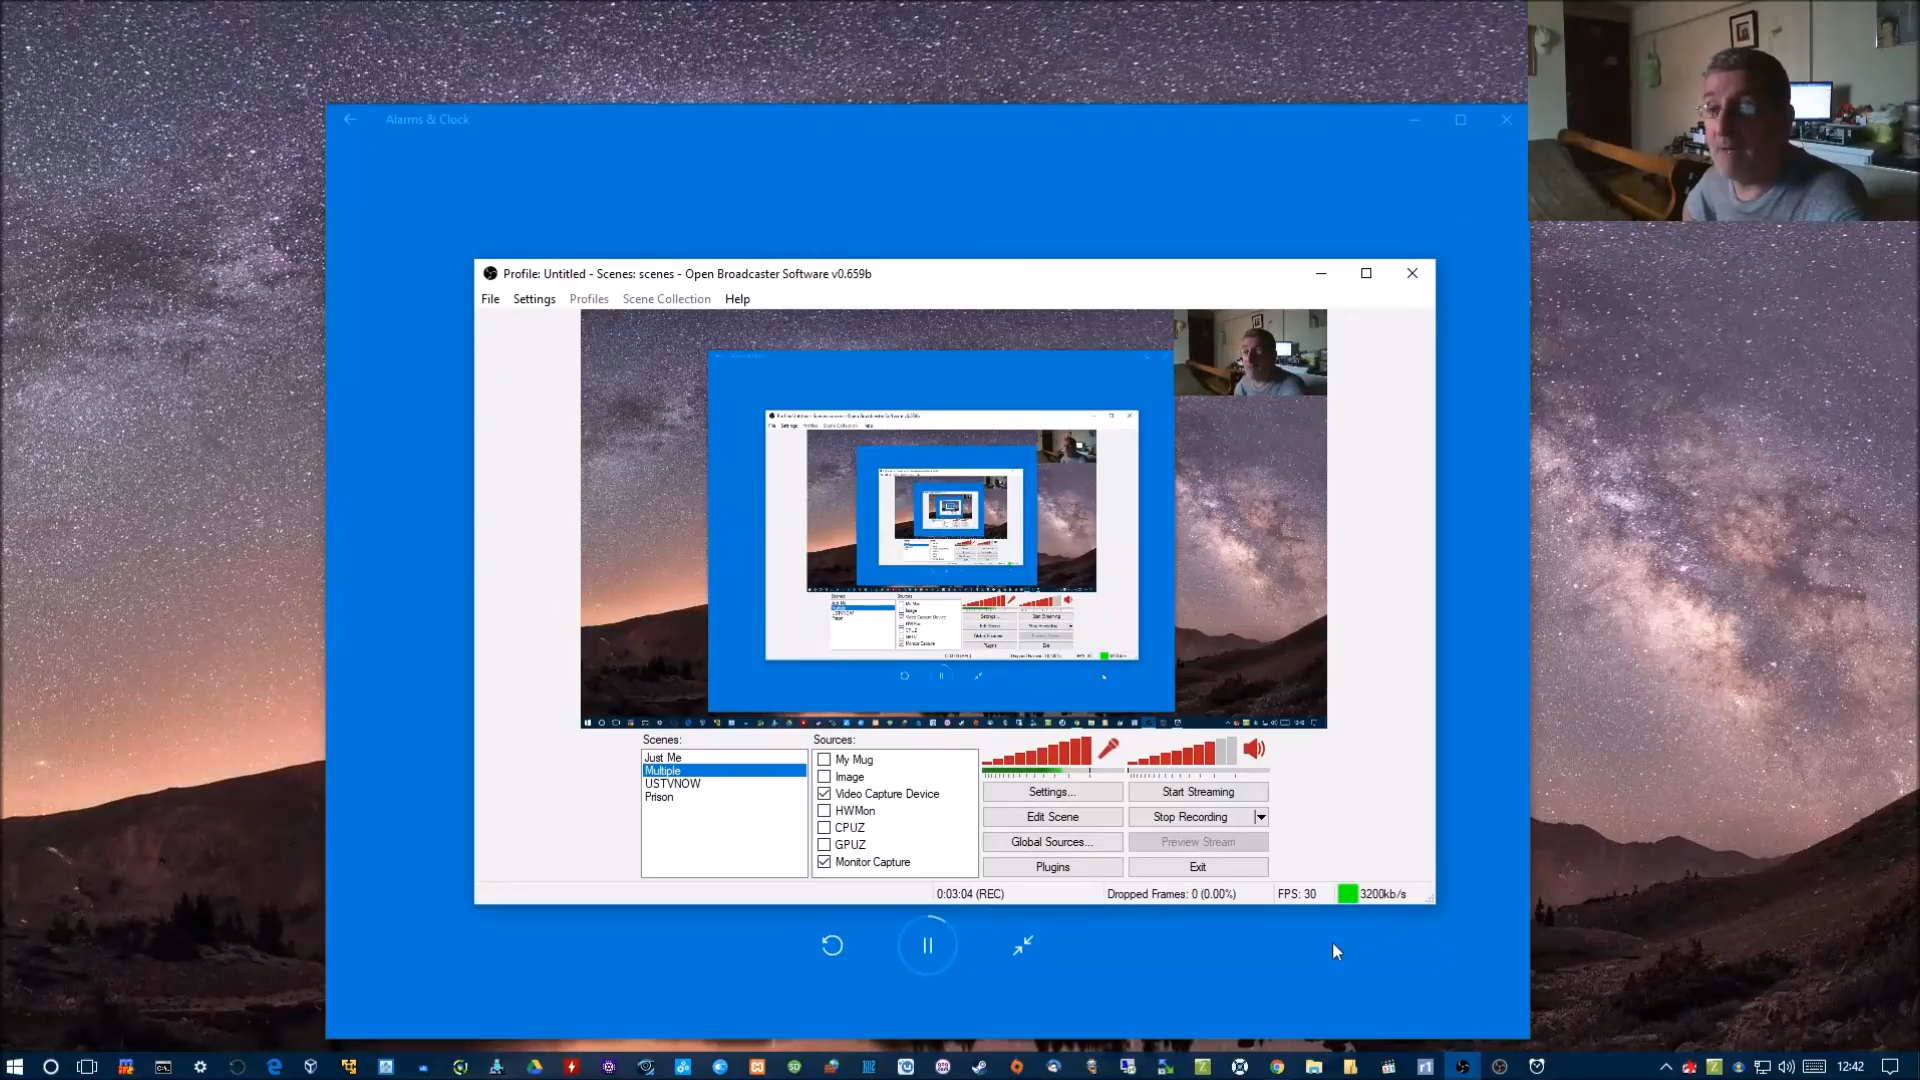 Alarms & Clock
Profile: Untitled - Scenes: scenes - Open Broadcaster Software v0.659b
File Settings Profiles Scene Collection Help
Scenes:
Just Me
Multiple
USTVNOW
Prison
Sources:
My Mug
Image
Video Capture Device
HWMon
CPUZ
GPUZ
Monitor Capture
Settings...
Start Streaming
Edit Scene
Stop Recording
Global Sources...
Preview Stream
Plugins
Exit
0:03:04 (REC)
Dropped Frames: 0 (0.00%)
FPS: 30
3200kb/s
12:42